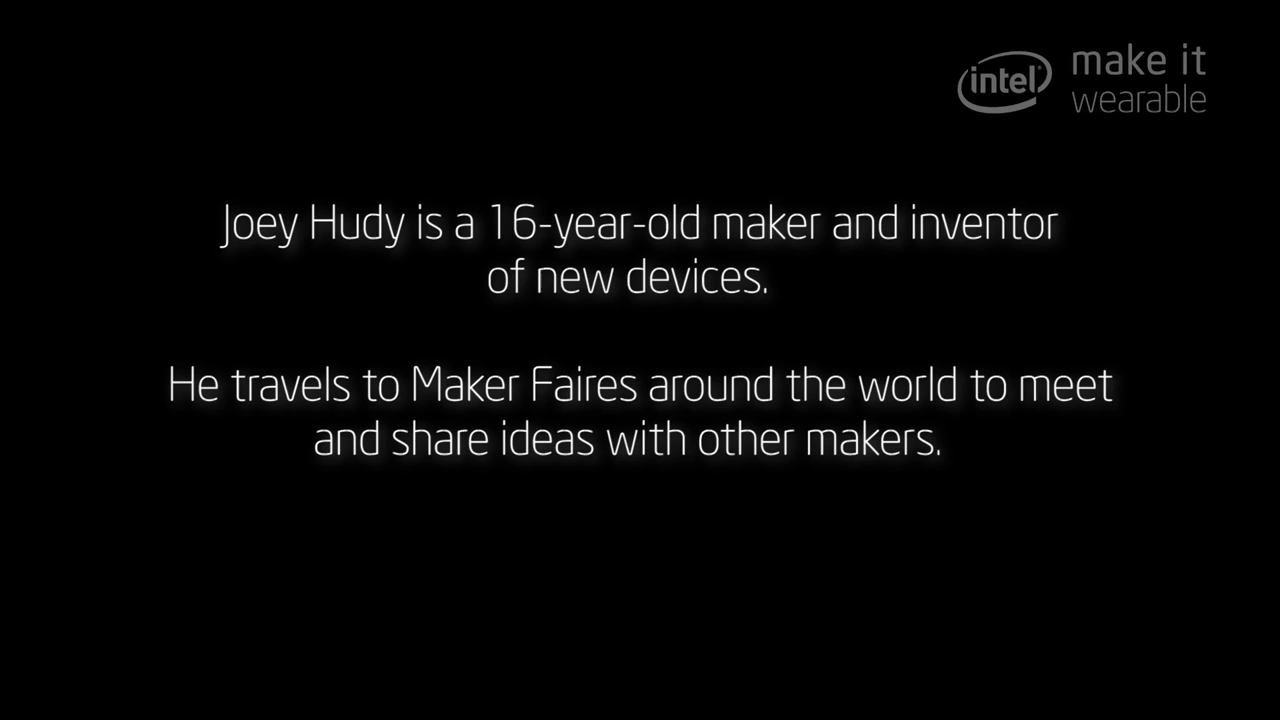 intel make it
wearable
Joey Hudy is a 16-year-old maker and inventor
of new devices.
He travels to Maker Faires around the world to meet
and share ideas with other makers.